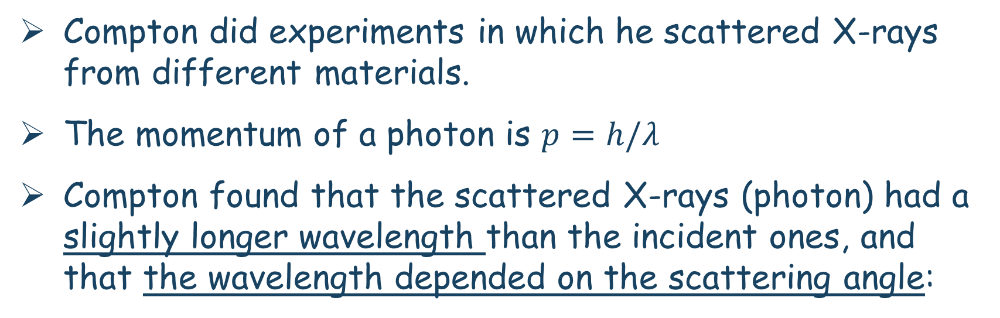 ➢ Compton did experiments in which he scattered X-rays
from different materials.
➢ The momentum of a photon is p = h/λ
➢ Compton found that the scattered X-rays (photon) had a
slightly longer wavelength than the incident ones, and
that the wavelength depended on the scattering angle: